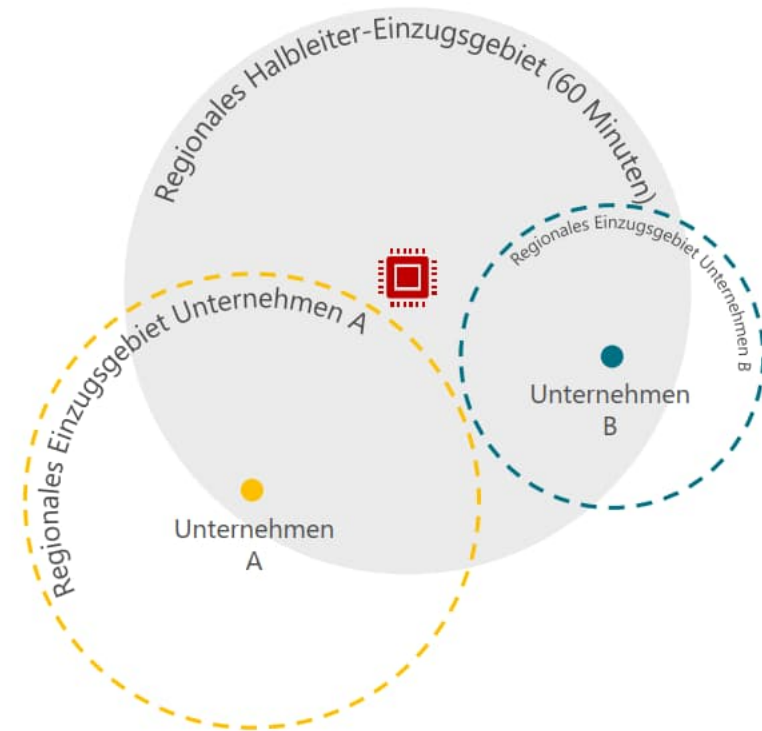 Regionales Halbleiter-Einzugsgebiet (60 Minuten)
Regionales Einzugsgebiet Unternehmen B
Regionales Einzugsgebiet Unternehmen A
Unternehmen
B
Unternehmen
A